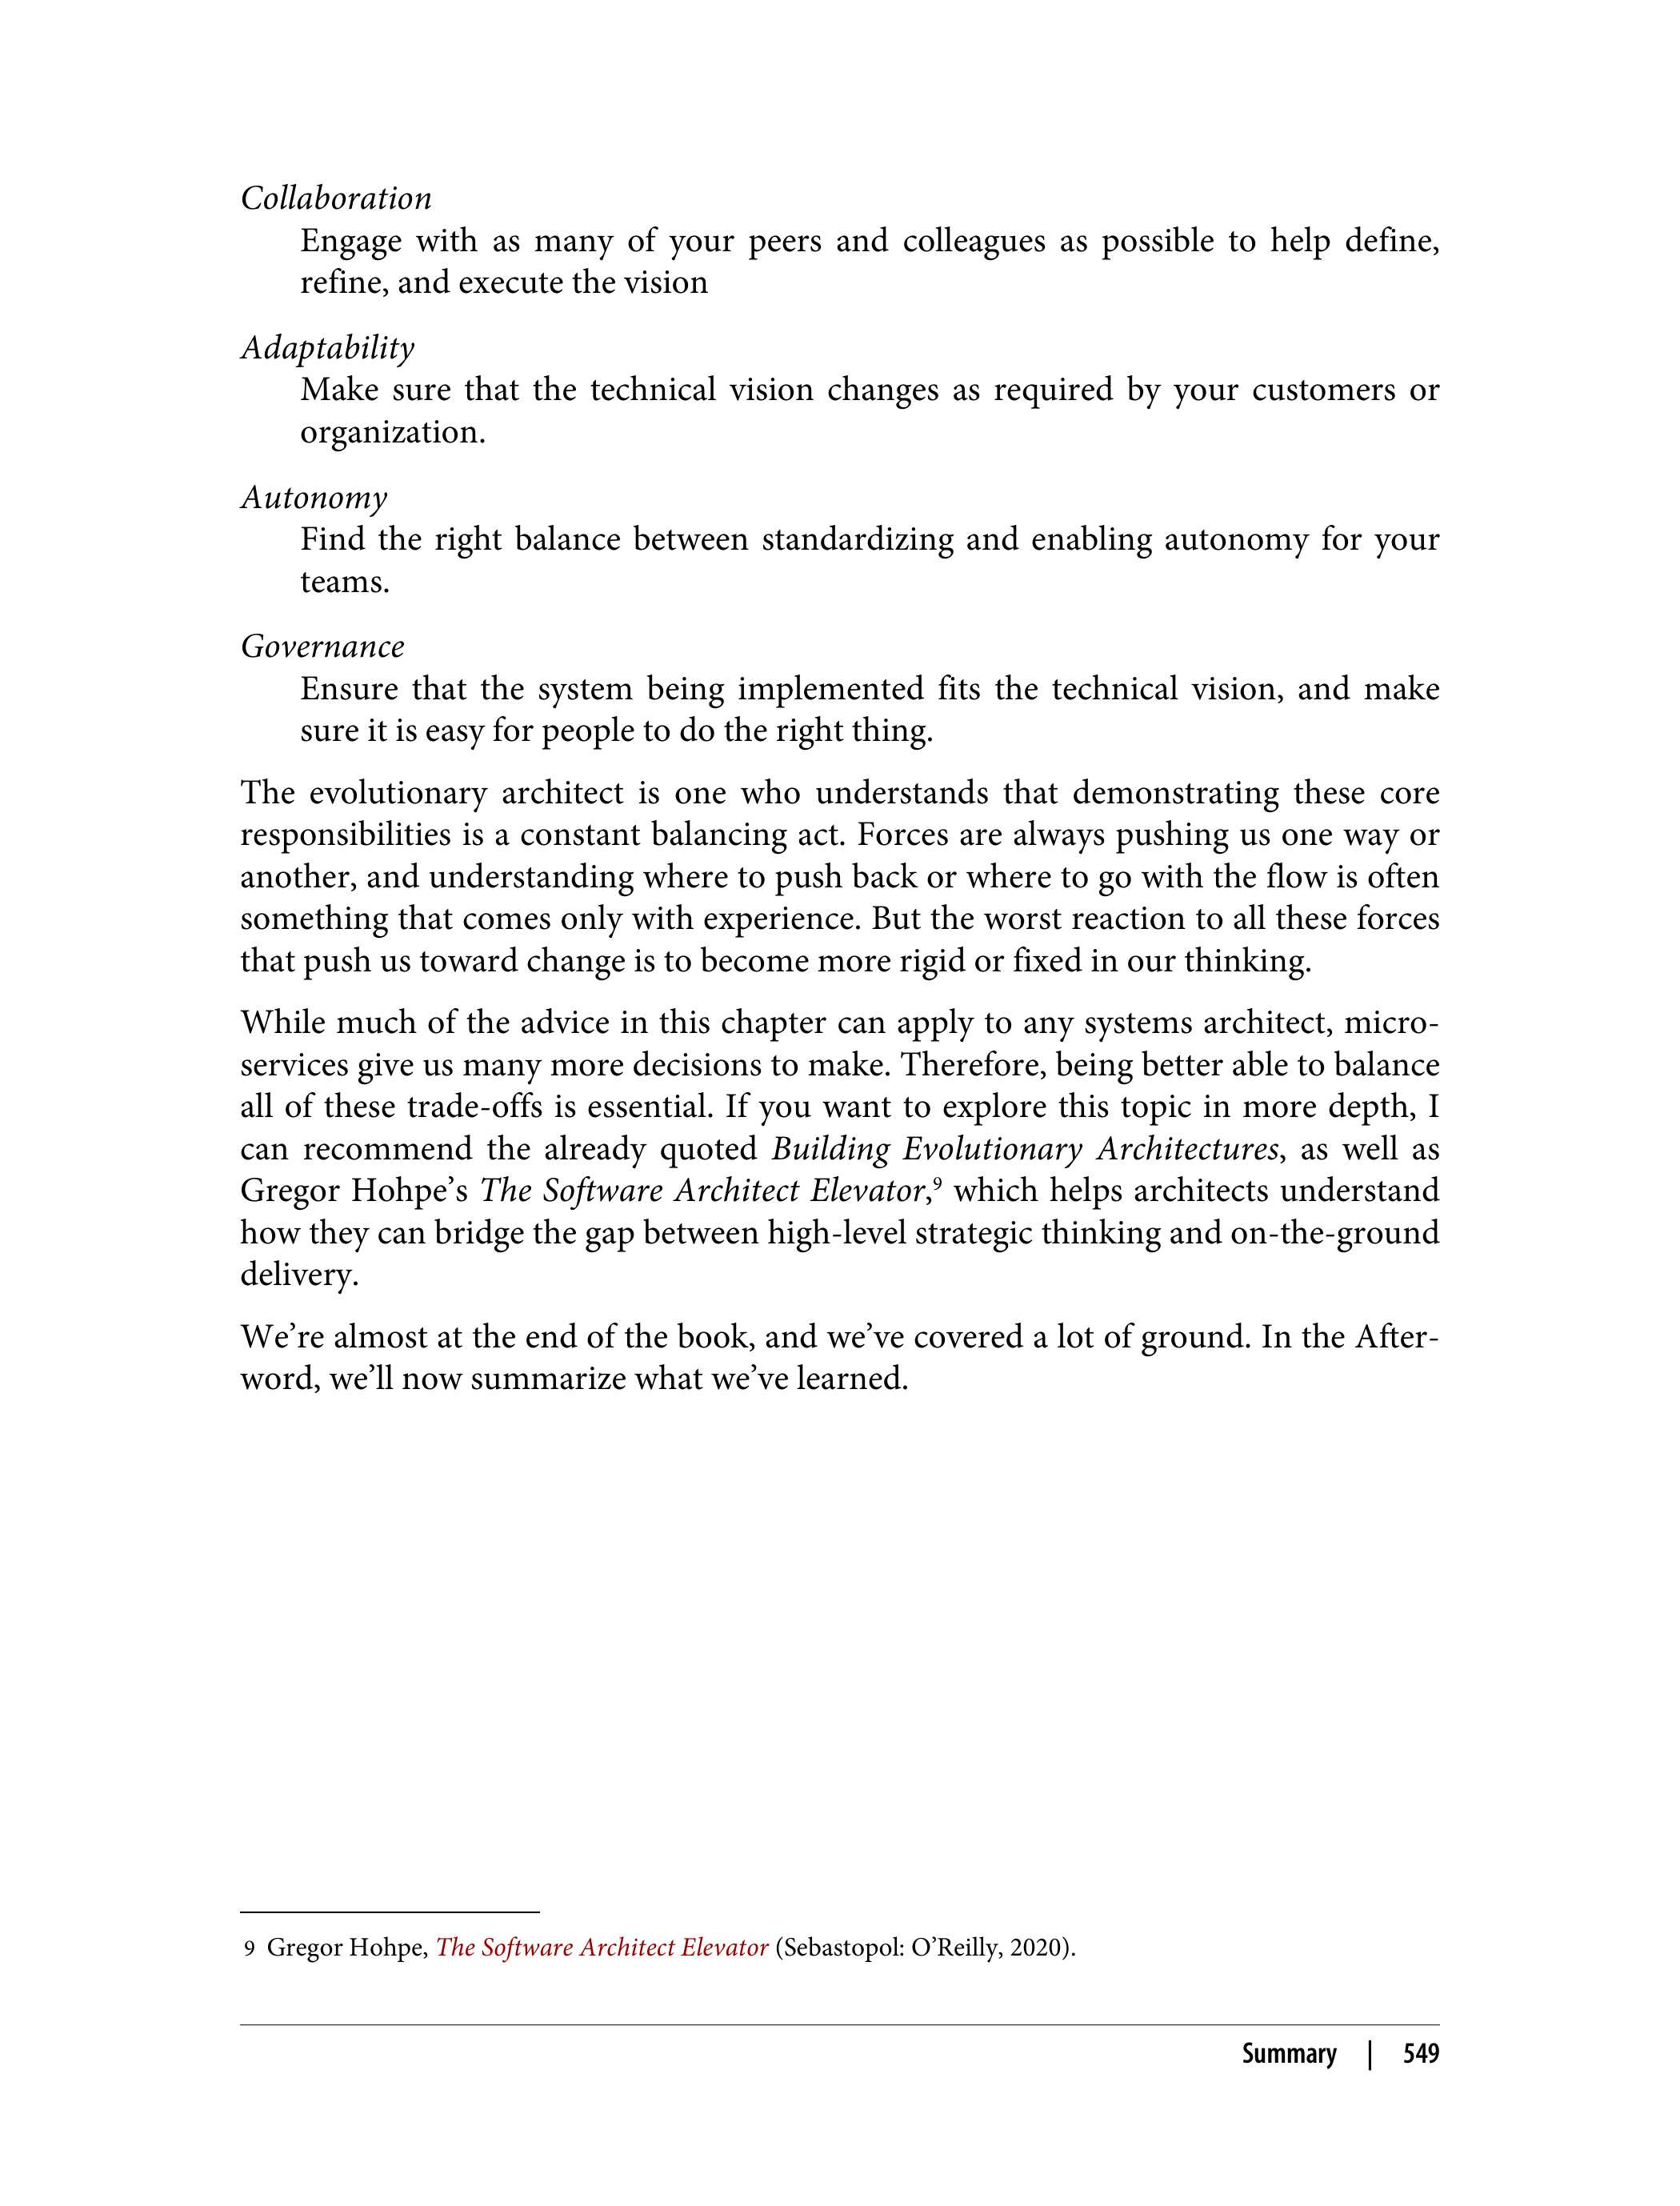 Collaboration
Engage with as many of your peers and colleagues as possible to help define,
refine, and execute the vision
Adaptability
Make sure that the technical vision changes as required by your customers or
organization.
Autonomy
Find the right balance between standardizing and enabling autonomy for your
teams.
Governance
Ensure that the system being implemented fits the technical vision, and make
sure it is easy for people to do the right thing.
The evolutionary architect is one who understands that demonstrating these core
responsibilities is a constant balancing act. Forces are always pushing us one way or
another, and understanding where to push back or where to go with the flow is often
something that comes only with experience. But the worst reaction to all these forces
that push us toward change is to become more rigid or fixed in our thinking.
While much of the advice in this chapter can apply to any systems architect, micro-
services give us many more decisions to make. Therefore, being better able to balance
all of these trade-offs is essential. If you want to explore this topic in more depth, I
can recommend the already quoted Building Evolutionary Architectures, as well as
Gregor Hohpe’s The Software Architect Elevator,⁹ which helps architects understand
how they can bridge the gap between high-level strategic thinking and on-the-ground
delivery.
We’re almost at the end of the book, and we’ve covered a lot of ground. In the After-
word, we’ll now summarize what we’ve learned.
9 Gregor Hohpe, The Software Architect Elevator (Sebastopol: O’Reilly, 2020).
Summary | 549